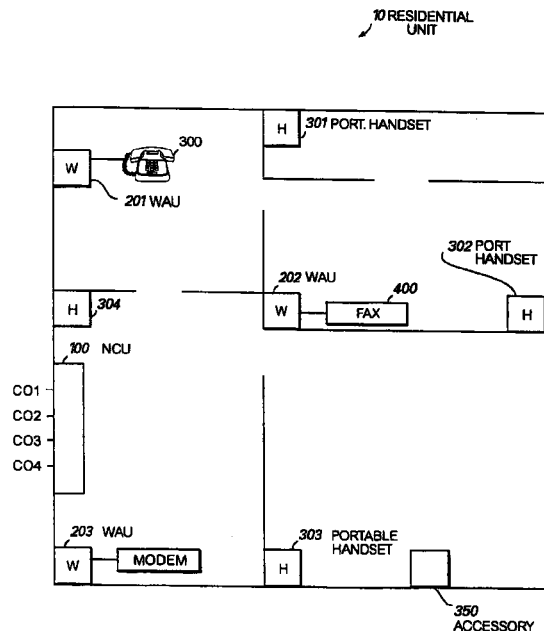 10 RESIDENTIAL
UNIT
H
301 PORT. HANDSET
W
300
201 WAU
302 PORT
HANDSET
202 WAU
400
H
304
W
FAX
H
100 NCU
CO1
CO2
CO3
CO4
203 WAU
303 PORTABLE
HANDSET
W
MODEM
H
350
ACCESSORY